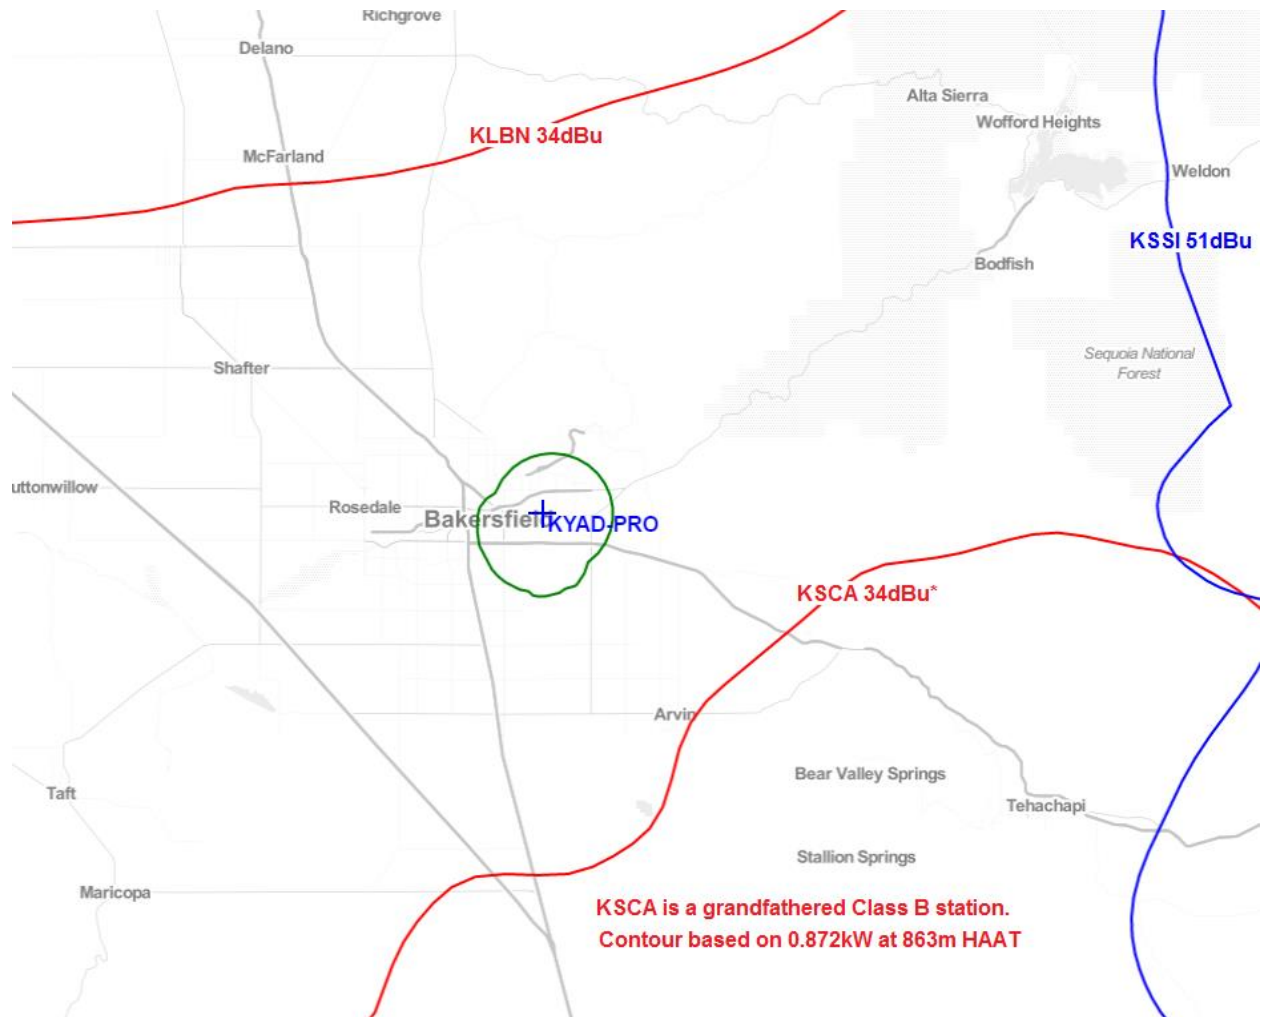 Richgrove
Delano
Alta Sierra
Wofford Heights
KLBN 34dBu
McFarland
Weldon
KSSI 51dBu
Bodfish
Sequoia National
Forest
Shafter
uttonwillow
Rosedale
Bakersfield
KYAD-PRO
KSCA 34dBu*
Arvin
Bear Valley Springs
Taft
Tehachapi
Stallion Springs
Maricopa
KSCA is a grandfathered Class B station.
Contour based on 0.872kW at 863m HAAT